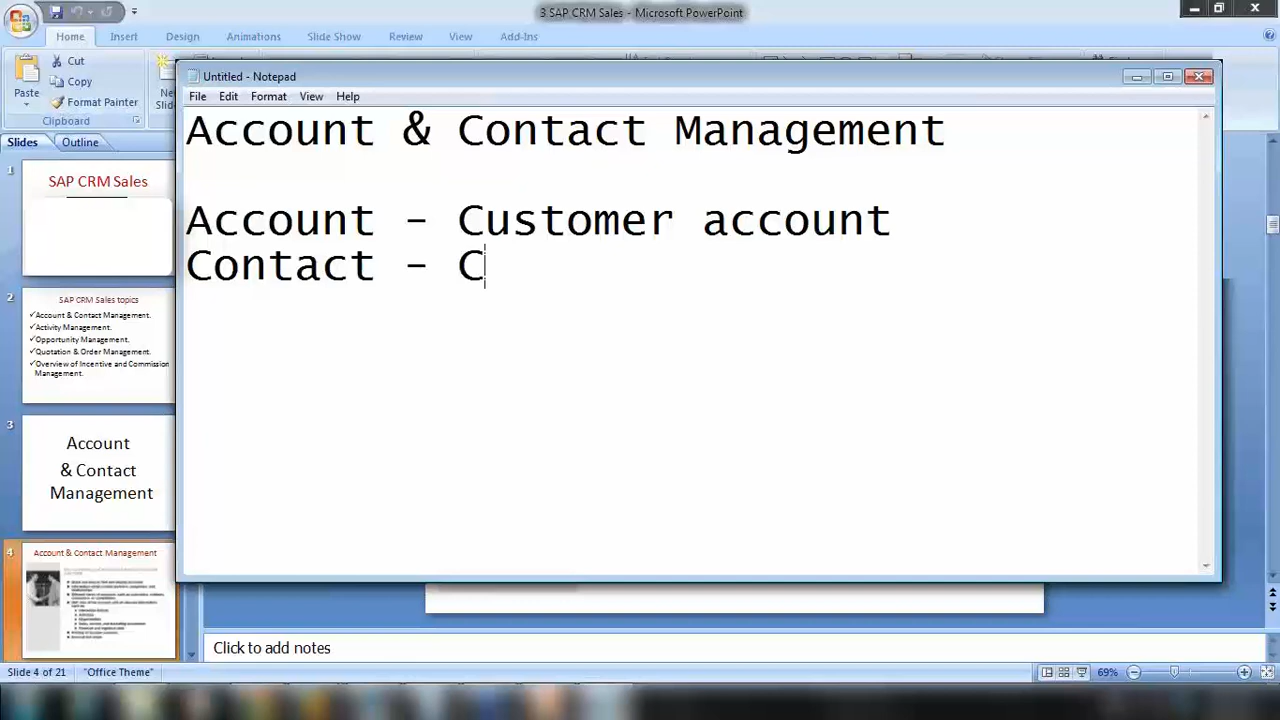 3 SAP CRM Sales - Microsoft PowerPoint
Home Insert Design Animations Slide Show Review View Add-Ins
Paste
Cut
Copy
Format Painter
Clipboard
Slides Outline
Untitled - Notepad
File Edit Format View Help
Account & Contact Management
Account - Customer account
Contact - C
1
SAP CRM Sales
2
SAP CRM Sales topics
✓Account & Contact Management.
✓Activity Management.
✓Opportunity Management.
✓Quotation & Order Management.
✓Overview of Incentive and Commission
Management.
3
Account
& Contact
Management
4
Account & Contact Management
Click to add notes
Slide 4 of 21 "Office Theme" 69%